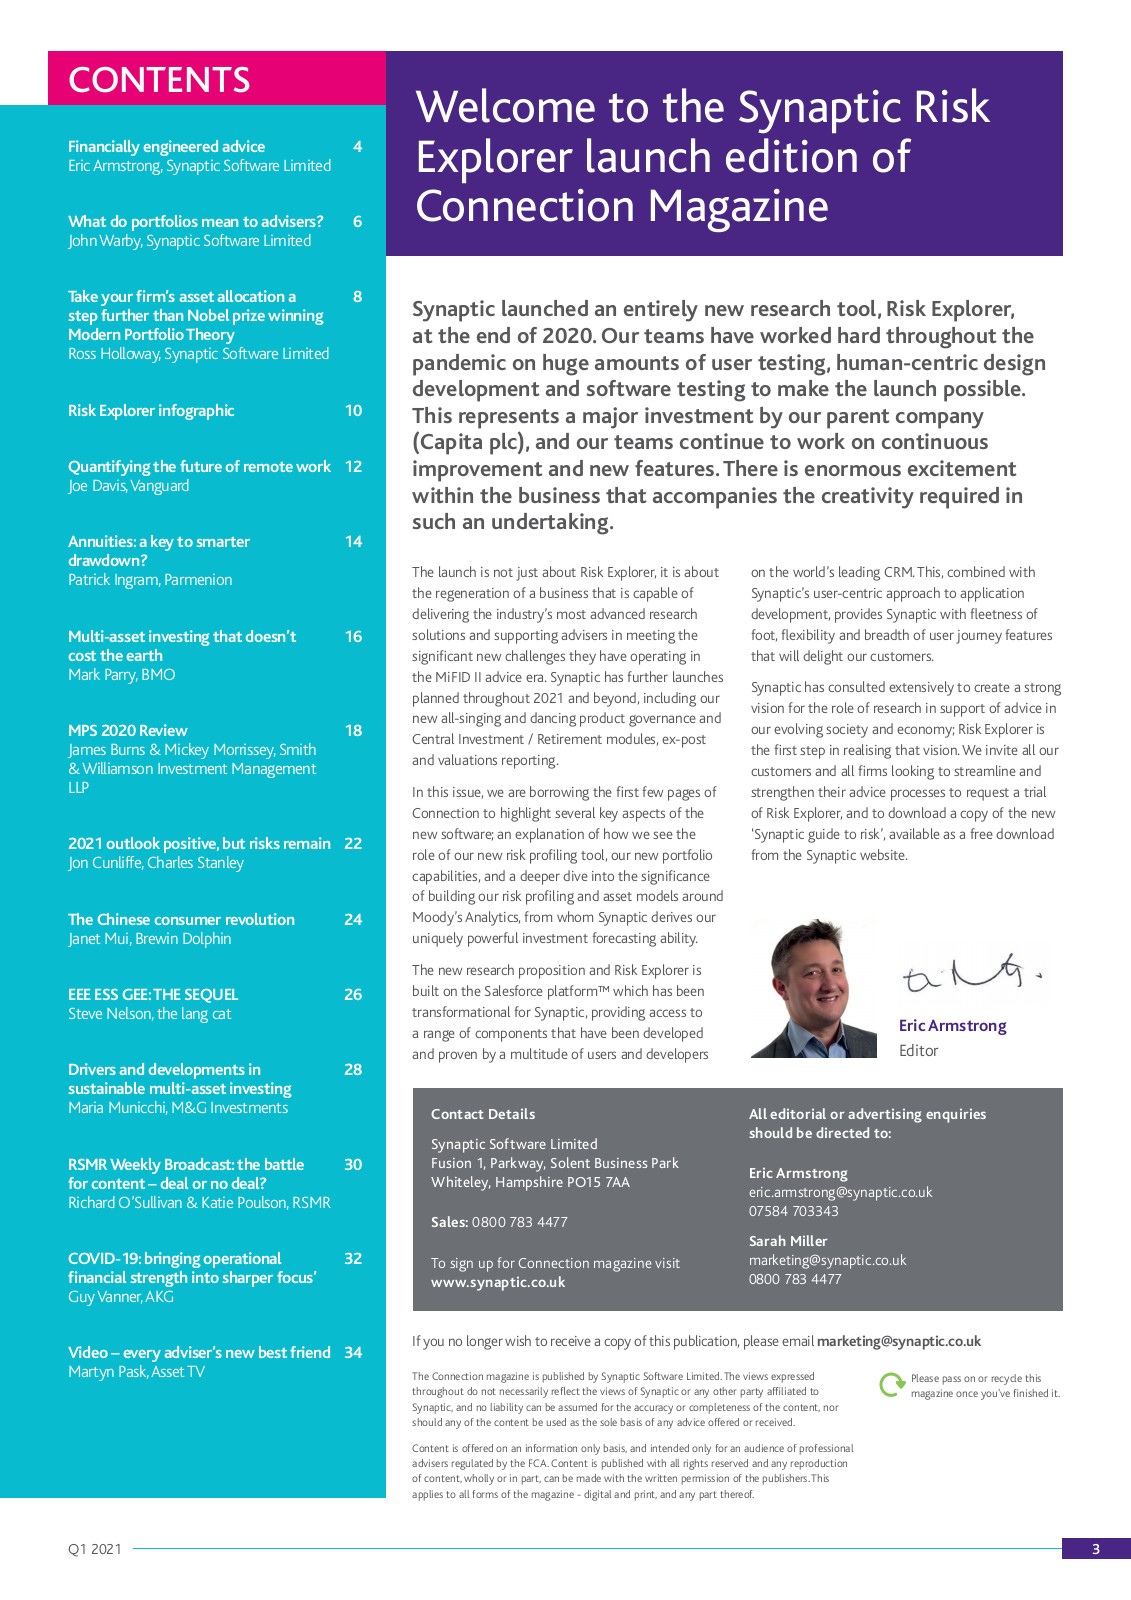 CONTENTS
Financially engineered advice 4
Eric Armstrong, Synaptic Software Limited
What do portfolios mean to advisers? 6
John Warby, Synaptic Software Limited
Take your firm's asset allocation a 8
step further than Nobel prize winning
Modern Portfolio Theory
Ross Holloway, Synaptic Software Limited
Risk Explorer infographic 10
Quantifying the future of remote work 12
Joe Davis, Vanguard
Annuities: a key to smarter 14
drawdown?
Patrick Ingram, Parmenion
Multi-asset investing that doesn't 16
cost the earth
Mark Parry, BMO
MPS 2020 Review 18
James Burns & Mickey Morrissey, Smith
& Williamson Investment Management
LLP
2021 outlook positive, but risks remain 22
Jon Cunliffe, Charles Stanley
The Chinese consumer revolution 24
Janet Mui, Brewin Dolphin
EEE ESS GEE: THE SEQUEL 26
Steve Nelson, the lang cat
Drivers and developments in 28
sustainable multi-asset investing
Maria Municchi, M&G Investments
RSMR Weekly Broadcast: the battle 30
for content – deal or no deal?
Richard O'Sullivan & Katie Poulson, RSMR
COVID-19: bringing operational 32
financial strength into sharper focus'
Guy Vanner, AKG
Video – every adviser's new best friend 34
Martyn Pask, Asset TV
Welcome to the Synaptic Risk
Explorer launch edition of
Connection Magazine
Synaptic launched an entirely new research tool, Risk Explorer,
at the end of 2020. Our teams have worked hard throughout the
pandemic on huge amounts of user testing, human-centric design
development and software testing to make the launch possible.
This represents a major investment by our parent company
(Capita plc), and our teams continue to work on continuous
improvement and new features. There is enormous excitement
within the business that accompanies the creativity required in
such an undertaking.
The launch is not just about Risk Explorer, it is about
the regeneration of a business that is capable of
delivering the industry's most advanced research
solutions and supporting advisers in meeting the
significant new challenges they have operating in
the MiFID II advice era. Synaptic has further launches
planned throughout 2021 and beyond, including our
new all-singing and dancing product governance and
Central Investment / Retirement modules, ex-post
and valuations reporting.
In this issue, we are borrowing the first few pages of
Connection to highlight several key aspects of the
new software; an explanation of how we see the
role of our new risk profiling tool, our new portfolio
capabilities, and a deeper dive into the significance
of building our risk profiling and asset models around
Moody's Analytics, from whom Synaptic derives our
uniquely powerful investment forecasting ability.
The new research proposition and Risk Explorer is
built on the Salesforce platform™ which has been
transformational for Synaptic, providing access to
a range of components that have been developed
and proven by a multitude of users and developers
on the world's leading CRM. This, combined with
Synaptic's user-centric approach to application
development, provides Synaptic with fleetness of
foot, flexibility and breadth of user journey features
that will delight our customers.
Synaptic has consulted extensively to create a strong
vision for the role of research in support of advice in
our evolving society and economy; Risk Explorer is
the first step in realising that vision. We invite all our
customers and all firms looking to streamline and
strengthen their advice processes to request a trial
of Risk Explorer, and to download a copy of the new
'Synaptic guide to risk', available as a free download
from the Synaptic website.
Eric Armstrong
Editor
Contact Details
Synaptic Software Limited
Fusion 1, Parkway, Solent Business Park
Whiteley, Hampshire PO15 7AA
Sales: 0800 783 4477
To sign up for Connection magazine visit
www.synaptic.co.uk
All editorial or advertising enquiries
should be directed to:
Eric Armstrong
eric.armstrong@synaptic.co.uk
07584 703343
Sarah Miller
marketing@synaptic.co.uk
0800 783 4477
If you no longer wish to receive a copy of this publication, please email marketing@synaptic.co.uk
The Connection magazine is published by Synaptic Software Limited. The views expressed
throughout do not necessarily reflect the views of Synaptic or any other party affiliated to
Synaptic, and no liability can be assumed for the accuracy or completeness of the content, nor
should any of the content be used as the sole basis of any advice offered or received.
Content is offered on an information only basis, and intended only for an audience of professional
advisers regulated by the FCA. Content is published with all rights reserved and any reproduction
of content, wholly or in part, can be made with the written permission of the publishers. This
applies to all forms of the magazine - digital and print, and any part thereof.
Please pass on or recycle this
magazine once you've finished it.
Q1 2021
3